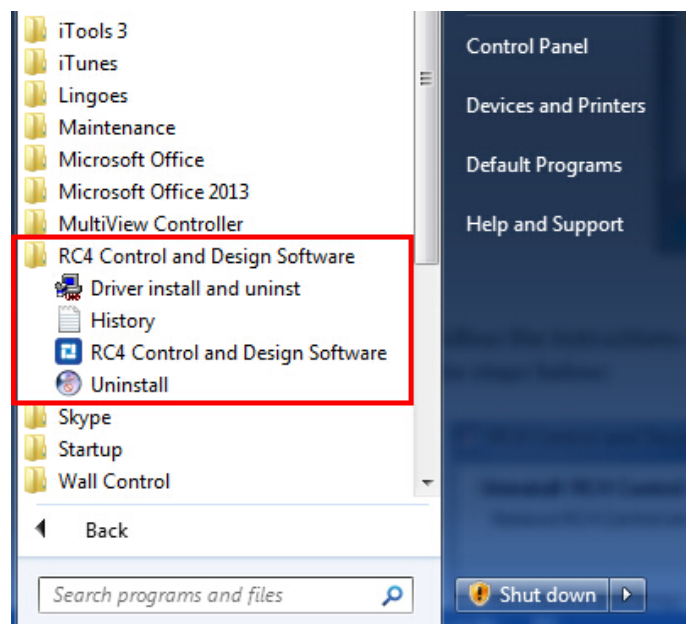 iTools 3
iTunes
Lingoes
Maintenance
Microsoft Office
Microsoft Office 2013
MultiView Controller
RC4 Control and Design Software
Driver install and uninst
History
RC4 Control and Design Software
Uninstall
Skype
Startup
Wall Control
Back
Search programs and files
Control Panel
Devices and Printers
Default Programs
Help and Support
Shut down